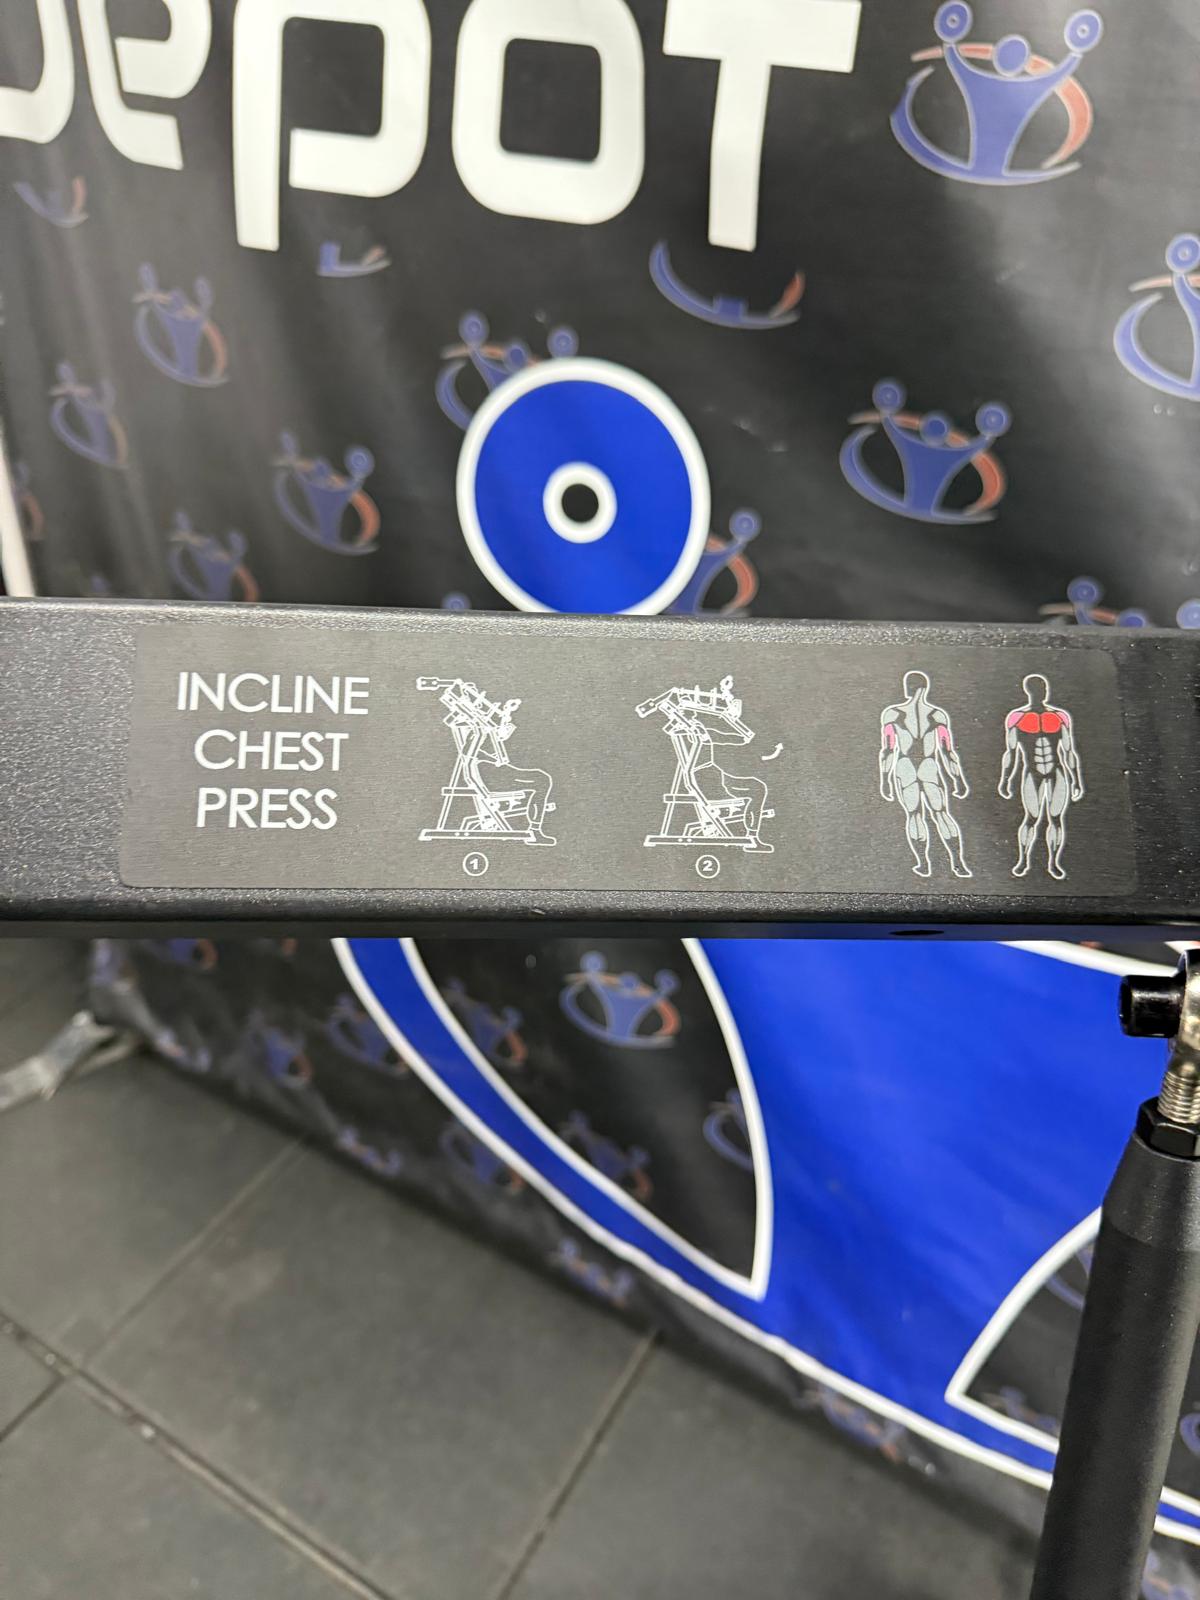 Depot
INCLINE
CHEST
PRESS
1
2